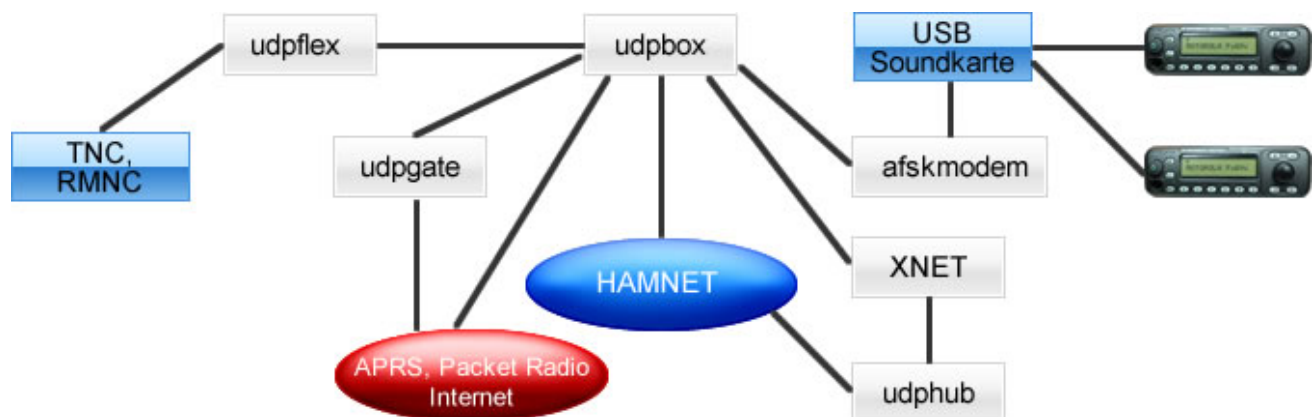 udpflex
udpbox
USB
Soundkarte
TNC,
RMNC
udpgate
afskmodem
HAMNET
XNET
APRS, Packet Radio
Internet
udphub